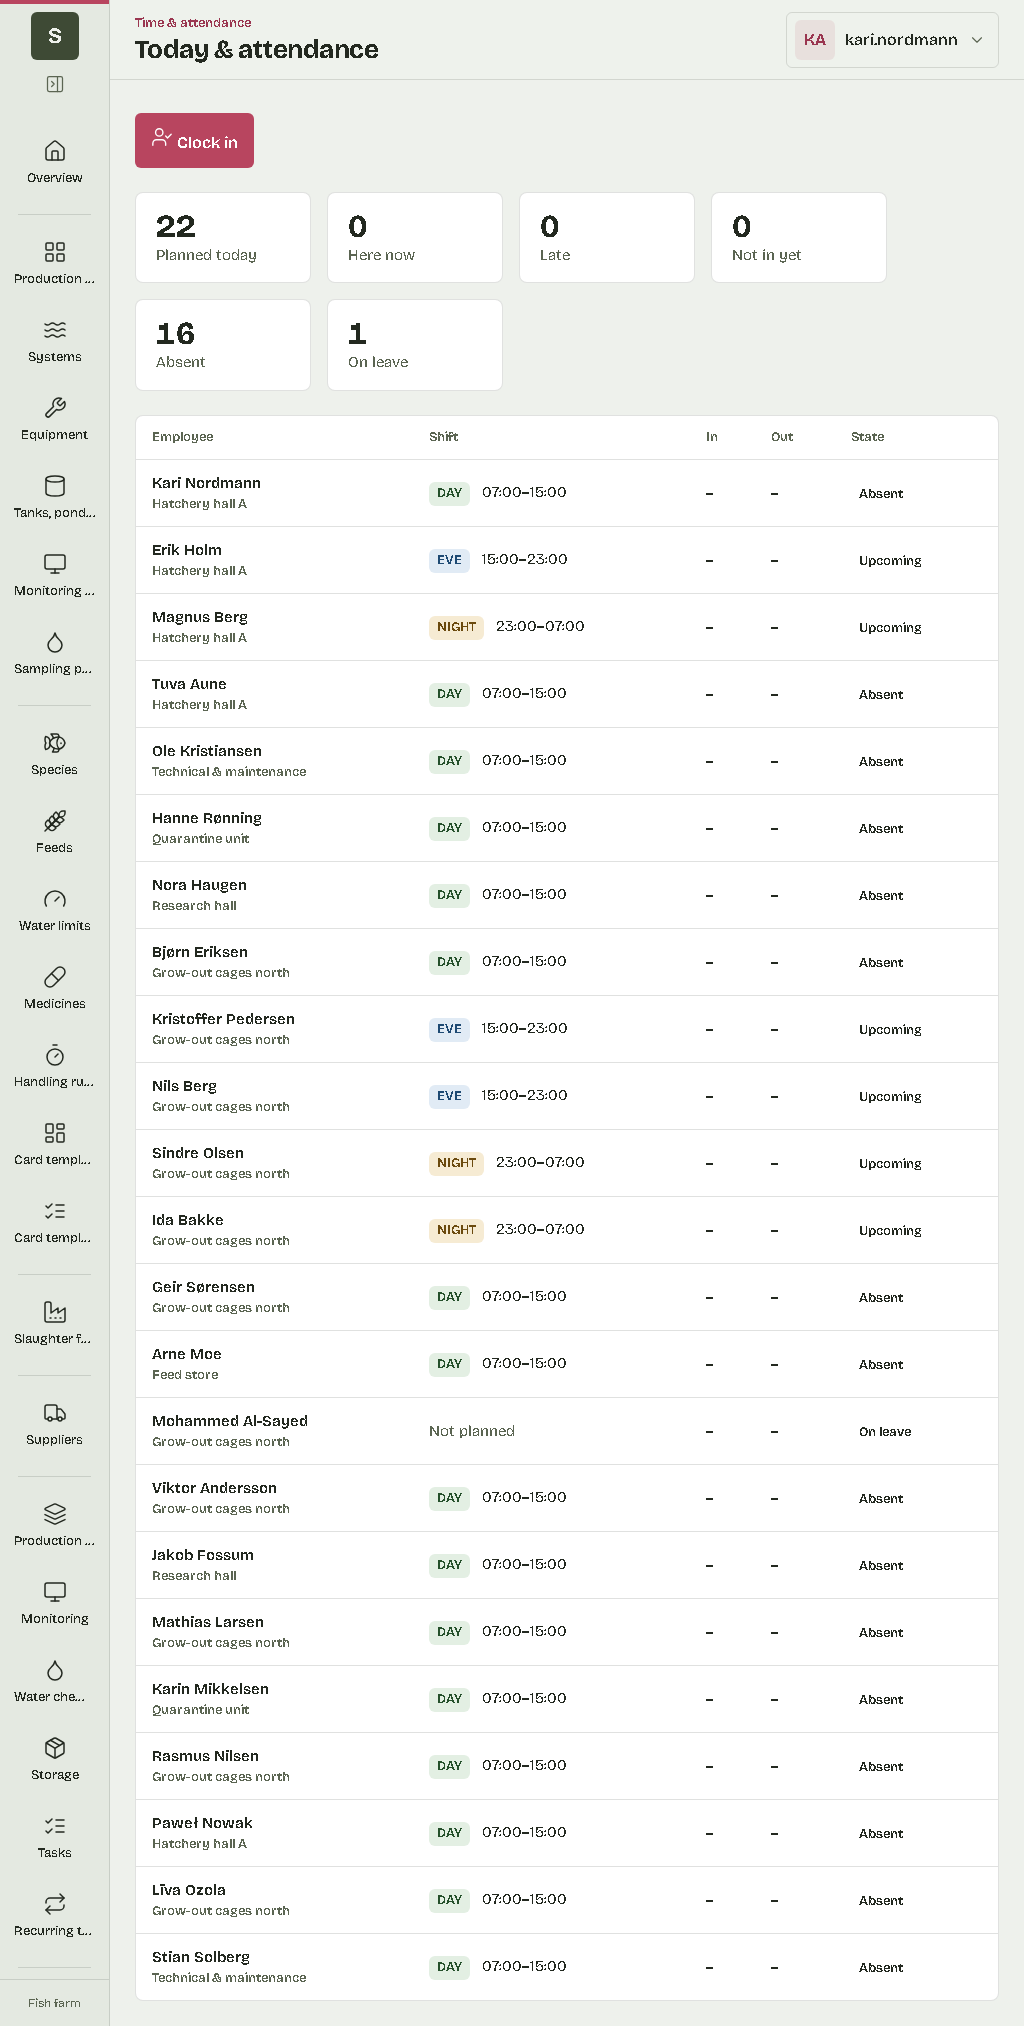 S
Overview
Production ...
Systems
Equipment
Tanks, pond...
Monitoring ...
Sampling p...
Species
Feeds
Water limits
Medicines
Handling ru...
Card templ...
Card templ...
Slaughter f...
Suppliers
Production ...
Monitoring
Water che...
Storage
Tasks
Recurring t...
Fish farm
Time & attendance
Today & attendance
KA kari.nordmann
Clock in
22
Planned today
0
Here now
0
Late
0
Not in yet
16
Absent
1
On leave
Employee Shift In Out State
Kari Nordmann
Hatchery hall A
DAY 07:00–15:00 – – Absent
Erik Holm
Hatchery hall A
EVE 15:00–23:00 – – Upcoming
Magnus Berg
Hatchery hall A
NIGHT 23:00–07:00 – – Upcoming
Tuva Aune
Hatchery hall A
DAY 07:00–15:00 – – Absent
Ole Kristiansen
Technical & maintenance
DAY 07:00–15:00 – – Absent
Hanne Rønning
Quarantine unit
DAY 07:00–15:00 – – Absent
Nora Haugen
Research hall
DAY 07:00–15:00 – – Absent
Bjørn Eriksen
Grow-out cages north
DAY 07:00–15:00 – – Absent
Kristoffer Pedersen
Grow-out cages north
EVE 15:00–23:00 – – Upcoming
Nils Berg
Grow-out cages north
EVE 15:00–23:00 – – Upcoming
Sindre Olsen
Grow-out cages north
NIGHT 23:00–07:00 – – Upcoming
Ida Bakke
Grow-out cages north
NIGHT 23:00–07:00 – – Upcoming
Geir Sørensen
Grow-out cages north
DAY 07:00–15:00 – – Absent
Arne Moe
Feed store
DAY 07:00–15:00 – – Absent
Mohammed Al-Sayed
Grow-out cages north
Not planned – – On leave
Viktor Andersson
Grow-out cages north
DAY 07:00–15:00 – – Absent
Jakob Fossum
Research hall
DAY 07:00–15:00 – – Absent
Mathias Larsen
Grow-out cages north
DAY 07:00–15:00 – – Absent
Karin Mikkelsen
Quarantine unit
DAY 07:00–15:00 – – Absent
Rasmus Nilsen
Grow-out cages north
DAY 07:00–15:00 – – Absent
Paweł Nowak
Hatchery hall A
DAY 07:00–15:00 – – Absent
Līva Ozola
Grow-out cages north
DAY 07:00–15:00 – – Absent
Stian Solberg
Technical & maintenance
DAY 07:00–15:00 – – Absent